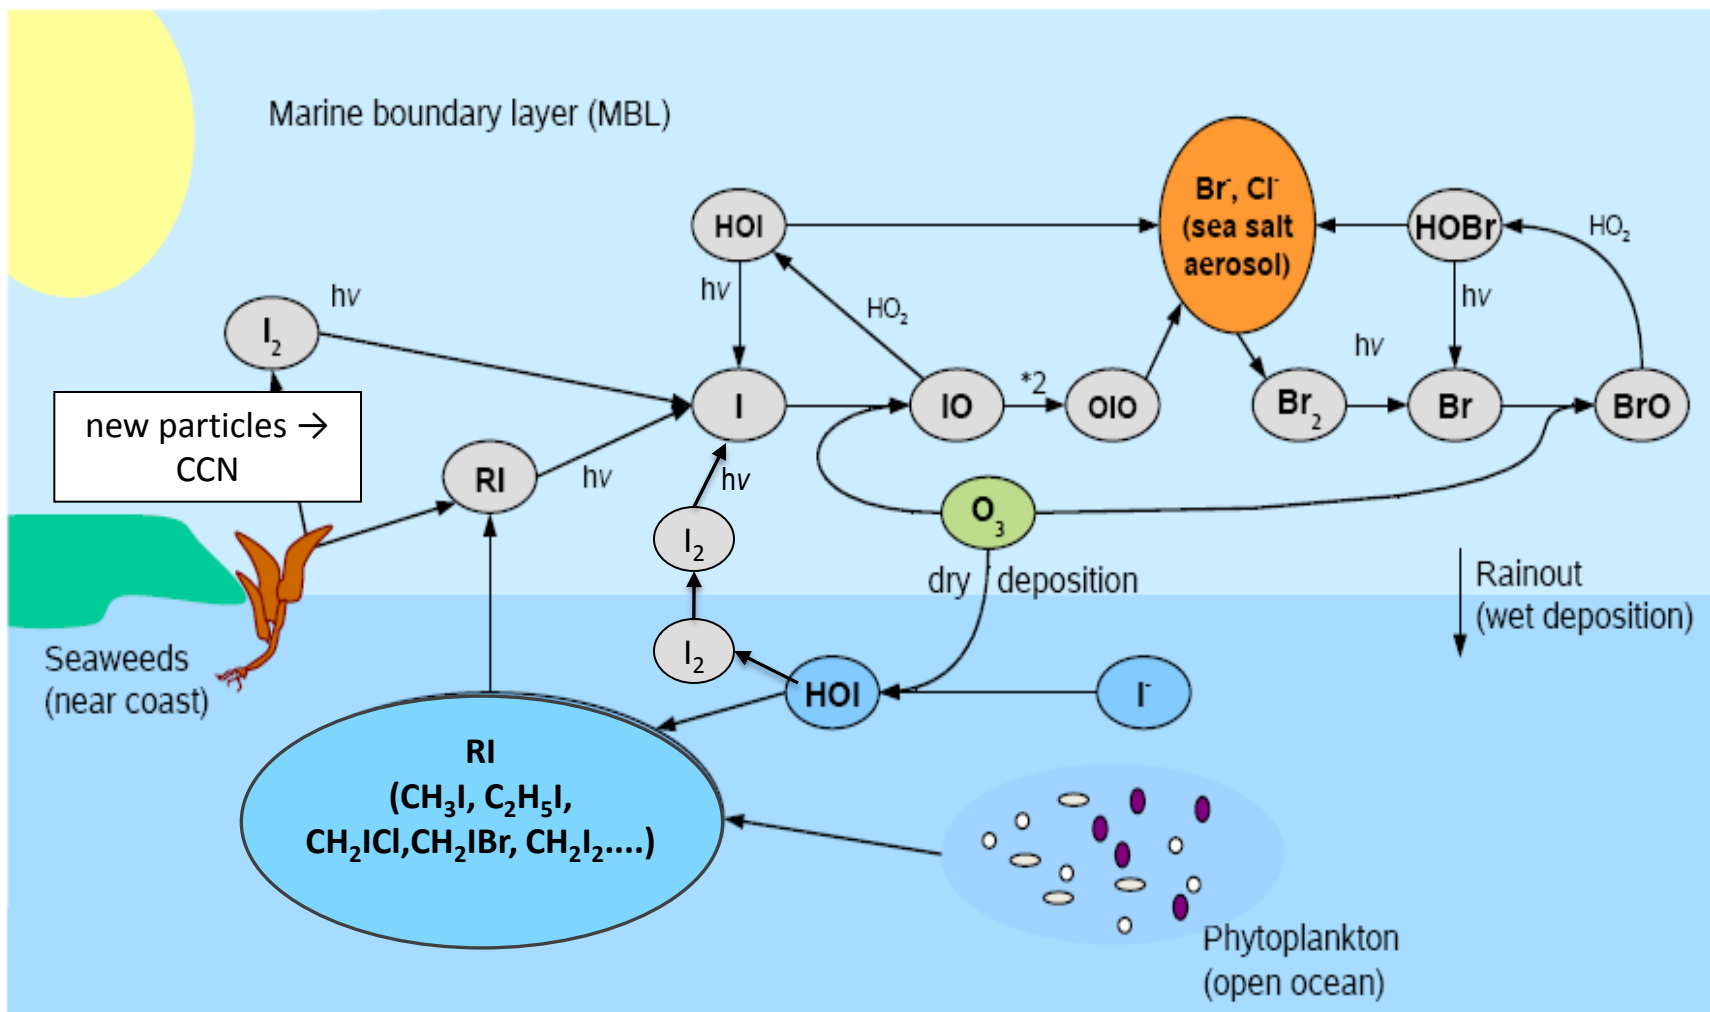 Marine boundary layer (MBL)
Br⁻, Cl⁻
(sea salt
aerosol)
HOI
HOBr
HO₂
hν
I₂
hν
HO₂
hν
hν
new particles →
CCN
I
IO
*2
OIO
Br₂
Br
BrO
RI
hν
hν
O₃
I₂
dry deposition
Rainout
(wet deposition)
Seaweeds
(near coast)
I₂
HOI
I⁻
RI
(CH₃I, C₂H₅I,
CH₂ICl,CH₂IBr, CH₂I₂....)
Phytoplankton
(open ocean)